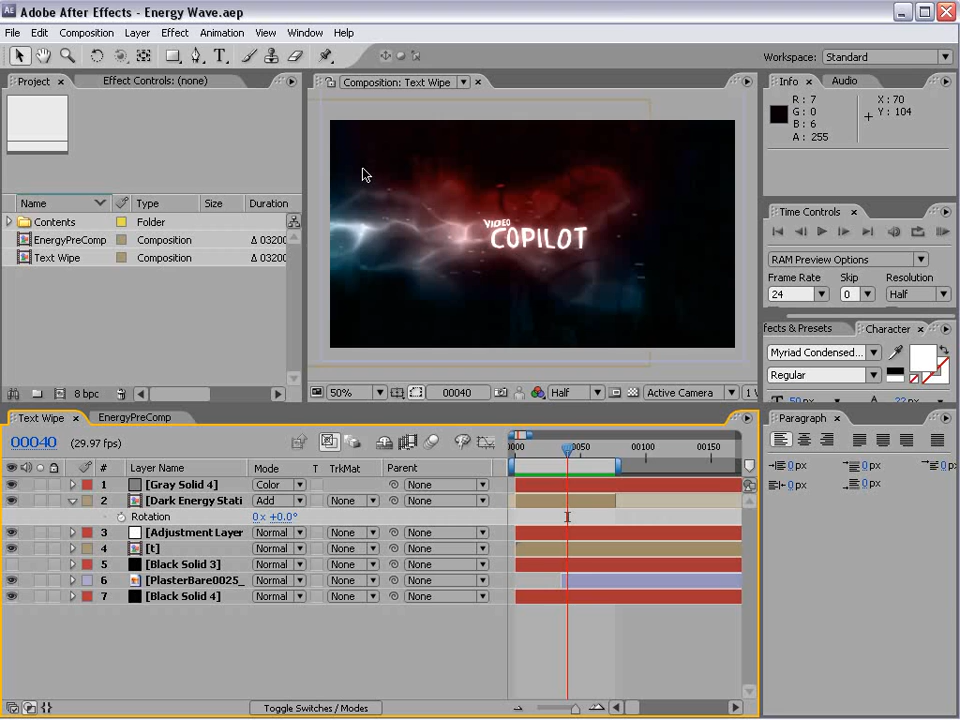 Adobe After Effects - Energy Wave.aep
File Edit Composition Layer Effect Animation View Window Help
Workspace: Standard
Project Effect Controls: (none)
Composition: Text Wipe
Info Audio
R : 7 X : 70
G : 0 Y : 104
B : 6
A : 255
Name Type Size Duration
Contents Folder
EnergyPreComp Composition Δ 0320
Text Wipe Composition Δ 0320
VIDEO
COPILOT
Time Controls
RAM Preview Options
Frame Rate Skip Resolution
24 0 Half
ffects & Presets Character
Myriad Condensed...
Regular
8 bpc
50% 00040 Half Active Camera 1
Text Wipe EnergyPreComp
Paragraph
00040 (29.97 fps)
0000 0050 00100 00150
# Layer Name Mode T TrkMat Parent
1 [Gray Solid 4] Color None
2 [Dark Energy Stati Add None None
Rotation 0 x +0.0°
3 [Adjustment Layer Normal None None
4 [t] Normal None None
5 [Black Solid 3] Normal None None
6 [PlasterBare0025_ Normal None None
7 [Black Solid 4] Normal None None
0 px 0 px 0 px
0 px 0 px
Toggle Switches / Modes